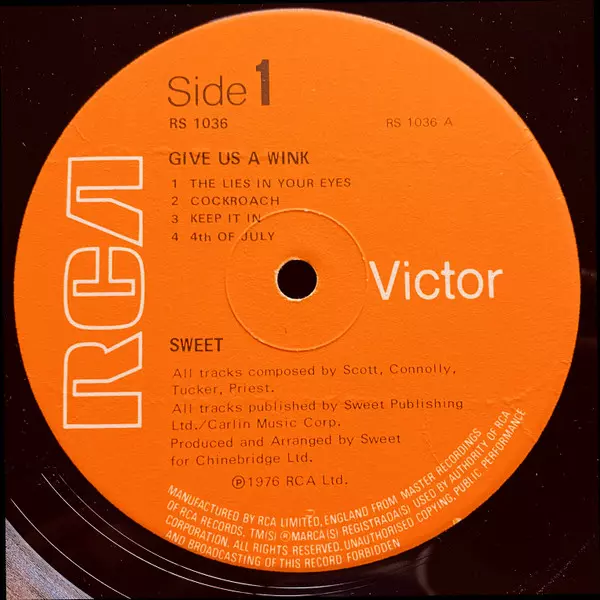 Side 1
RS 1036
RS 1036 A
GIVE US A WINK
1 THE LIES IN YOUR EYES
2 COCKROACH
3 KEEP IT IN
4 4th OF JULY
RCA
Victor
SWEET
All tracks composed by Scott, Connolly,
Tucker, Priest.
All tracks published by Sweet Publishing
Ltd./Carlin Music Corp.
Produced and Arranged by Sweet
for Chinebridge Ltd.
℗1976 RCA Ltd.
MANUFACTURED BY RCA LIMITED, ENGLAND FROM MASTER RECORDINGS
OF RCA RECORDS, TM(S) ® MARCA(S) REGISTRADA(S) USED BY AUTHORITY OF RCA
CORPORATION. ALL RIGHTS RESERVED. UNAUTHORISED COPYING PUBLIC PERFORMANCE
AND BROADCASTING OF THIS RECORD FORBIDDEN